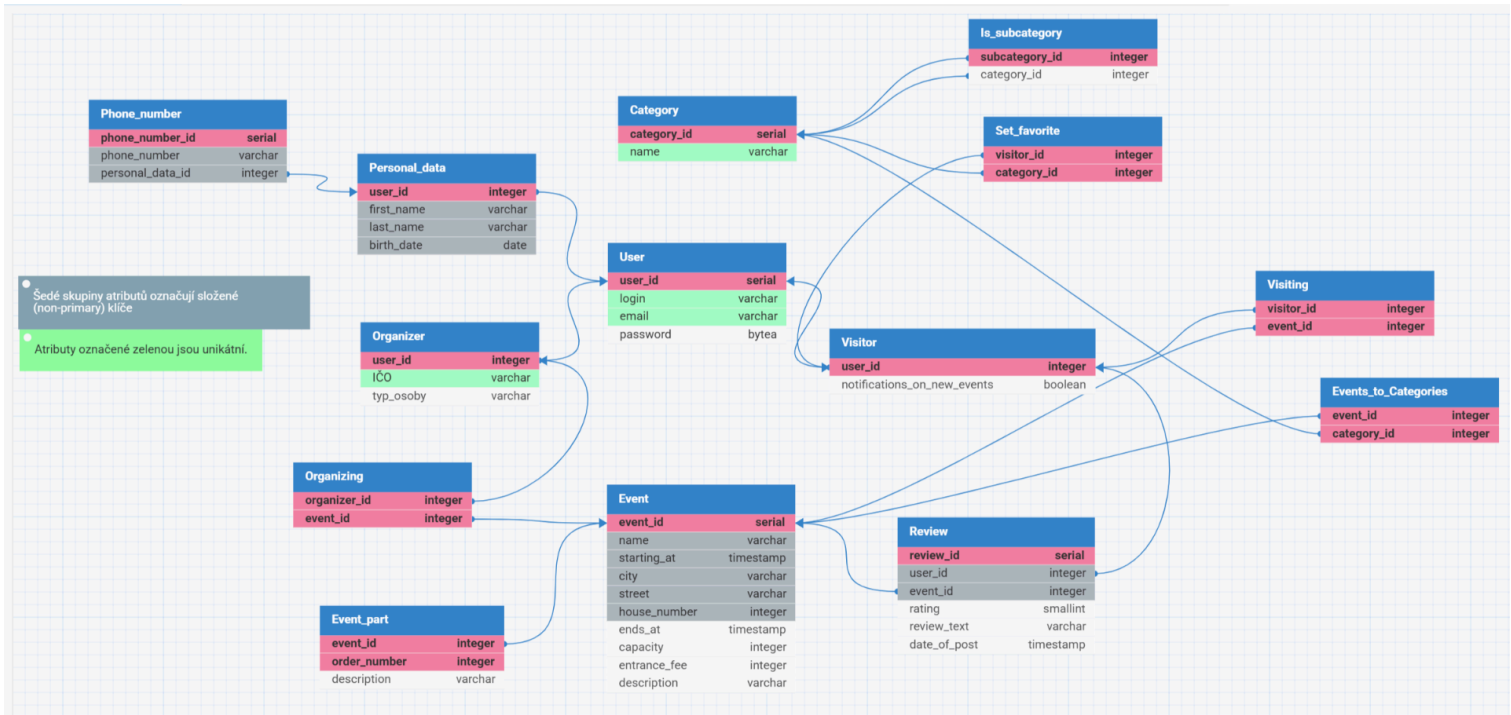 Is_subcategory
subcategory_id integer
category_id integer
Phone_number
phone_number_id serial
phone_number varchar
personal_data_id integer
Category
category_id serial
name varchar
Set_favorite
visitor_id integer
category_id integer
Personal_data
user_id integer
first_name varchar
last_name varchar
birth_date date
User
user_id serial
login varchar
email varchar
password bytea
Šedé skupiny atributů označují složené
(non-primary) klíče
Atributy označené zelenou jsou unikátní.
Visiting
visitor_id integer
event_id integer
Organizer
user_id integer
IČO varchar
typ_osoby varchar
Visitor
user_id integer
notifications_on_new_events boolean
Events_to_Categories
event_id integer
category_id integer
Organizing
organizer_id integer
event_id integer
Event
event_id serial
name varchar
starting_at timestamp
city varchar
street varchar
house_number integer
ends_at timestamp
capacity integer
entrance_fee integer
description varchar
Review
review_id serial
user_id integer
event_id integer
rating smallint
review_text varchar
date_of_post timestamp
Event_part
event_id integer
order_number integer
description varchar